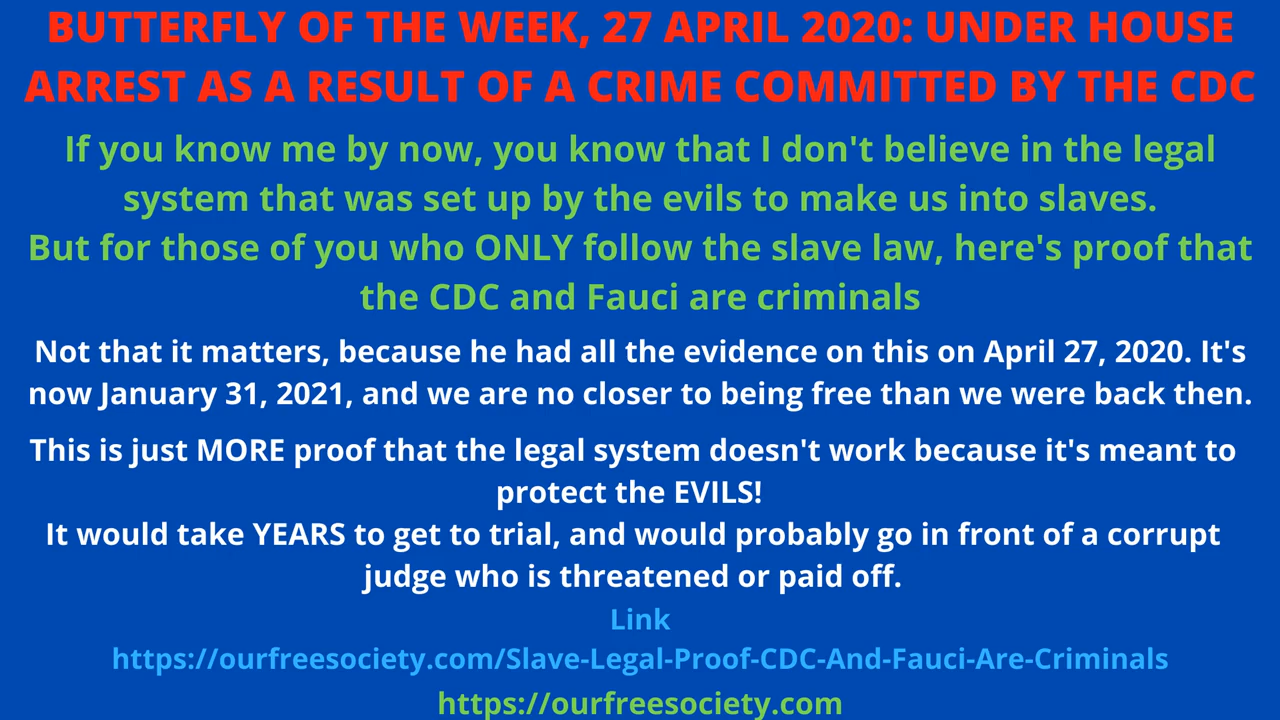 BUTTERFLY OF THE WEEK, 27 APRIL 2020: UNDER HOUSE
ARREST AS A RESULT OF A CRIME COMMITTED BY THE CDC
If you know me by now, you know that I don't believe in the legal
system that was set up by the evils to make us into slaves.
But for those of you who ONLY follow the slave law, here's proof that
the CDC and Fauci are criminals
Not that it matters, because he had all the evidence on this on April 27, 2020. It's
now January 31, 2021, and we are no closer to being free than we were back then.
This is just MORE proof that the legal system doesn't work because it's meant to
protect the EVILS!
It would take YEARS to get to trial, and would probably go in front of a corrupt
judge who is threatened or paid off.
Link
https://ourfreesociety.com/Slave-Legal-Proof-CDC-And-Fauci-Are-Criminals
https://ourfreesociety.com